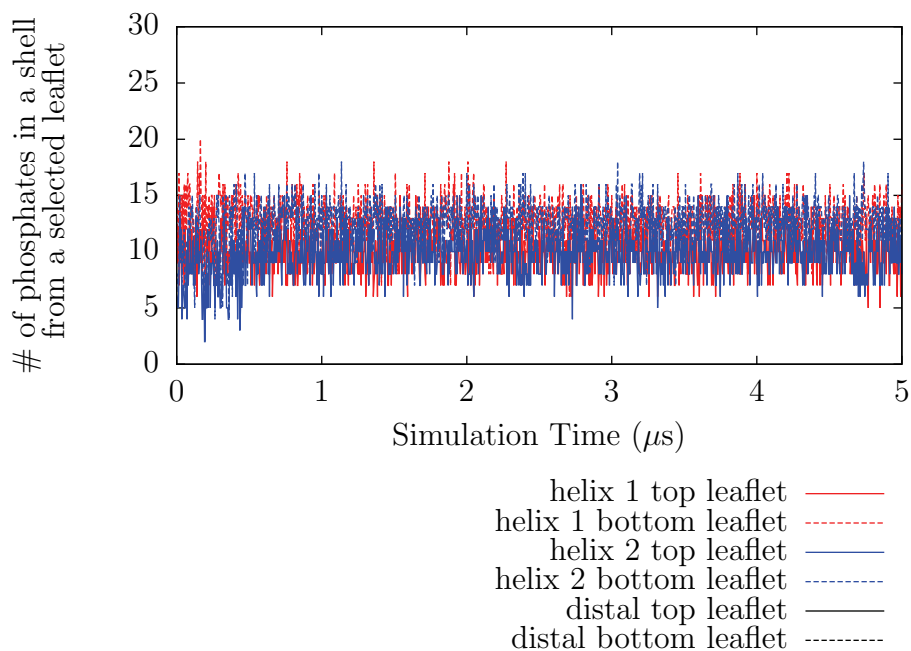 # of phosphates in a shell
from a selected leaflet
30
25
20
15
10
5
0
0 1 2 3 4 5
Simulation Time (μs)
helix 1 top leaflet
helix 1 bottom leaflet
helix 2 top leaflet
helix 2 bottom leaflet
distal top leaflet
distal bottom leaflet